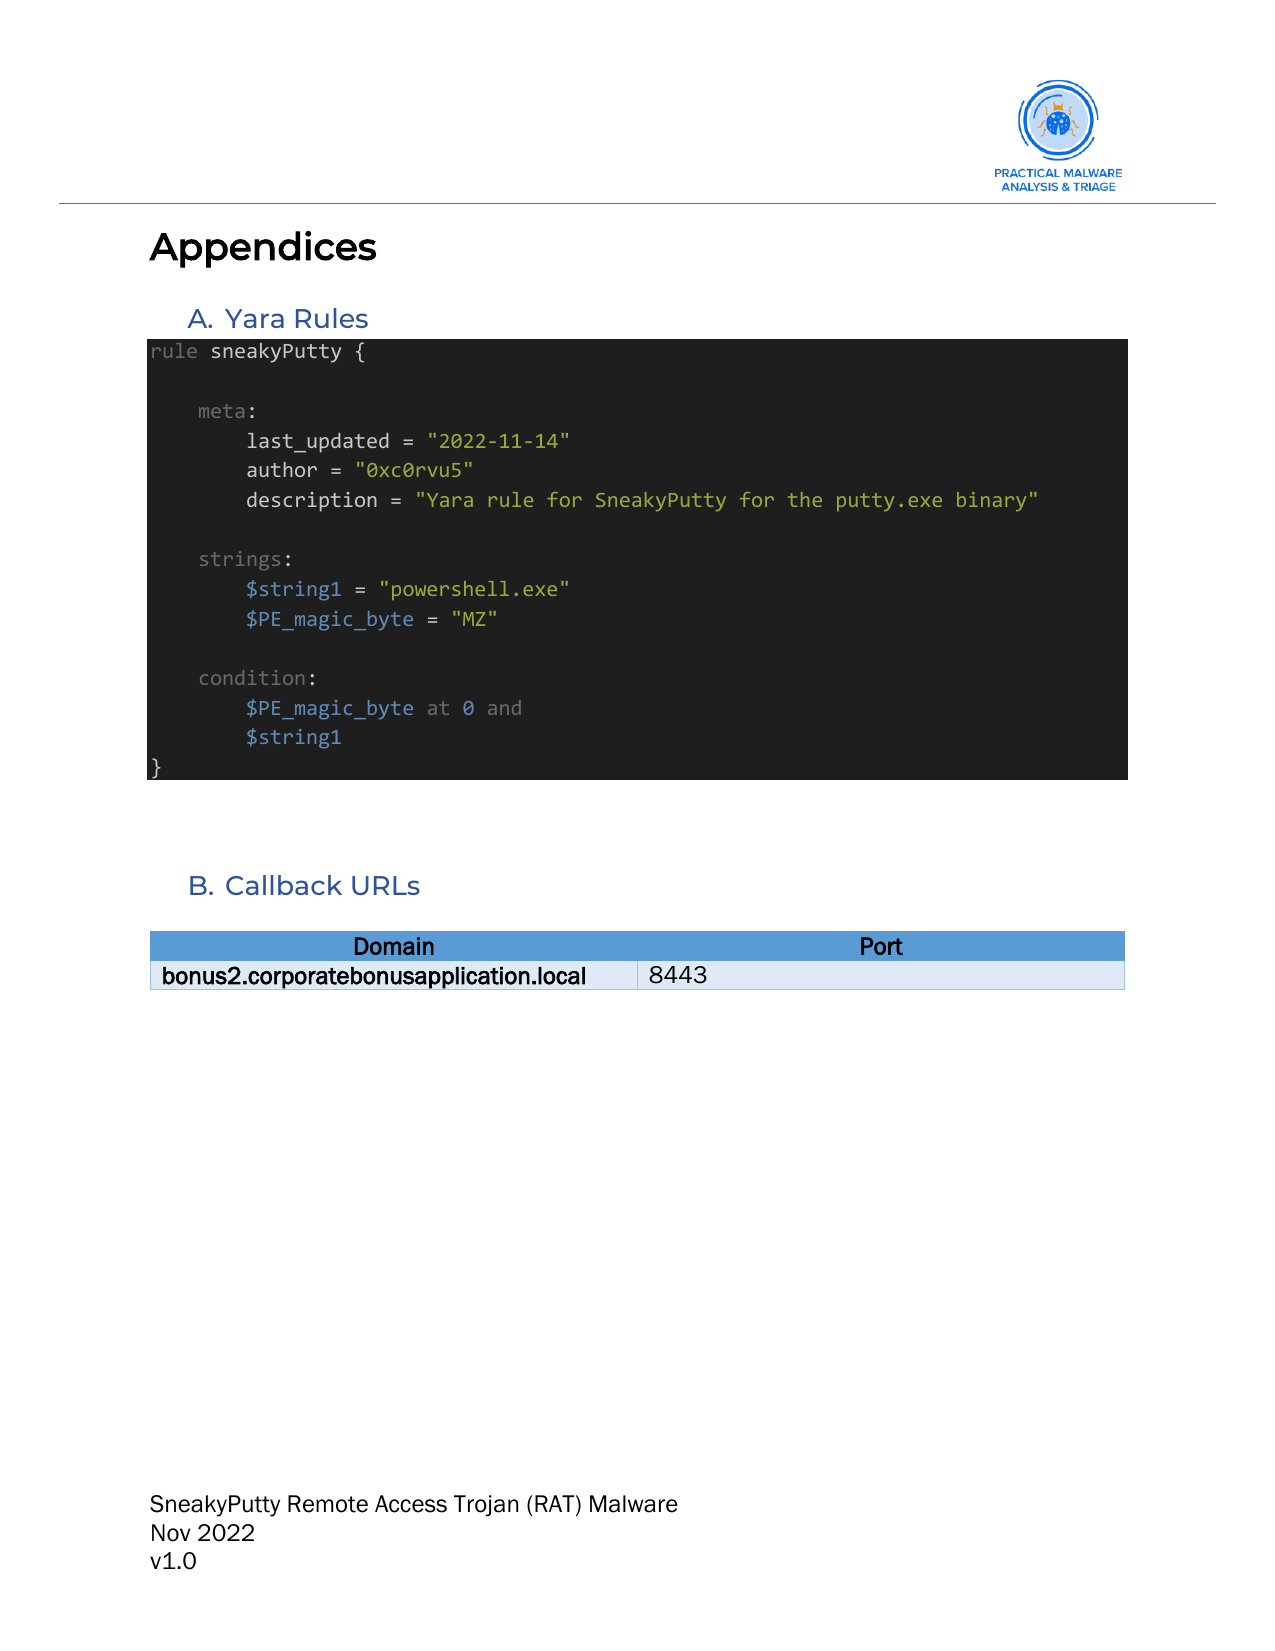 PRACTICAL MALWARE
ANALYSIS & TRIAGE
Appendices
A. Yara Rules
rule sneakyPutty {
meta:
last_updated = "2022-11-14"
author = "0xc0rvu5"
description = "Yara rule for SneakyPutty for the putty.exe binary"
strings:
$string1 = "powershell.exe"
$PE_magic_byte = "MZ"
condition:
$PE_magic_byte at 0 and
$string1
}
B. Callback URLs
Domain Port
bonus2.corporatebonusapplication.local 8443
SneakyPutty Remote Access Trojan (RAT) Malware
Nov 2022
v1.0